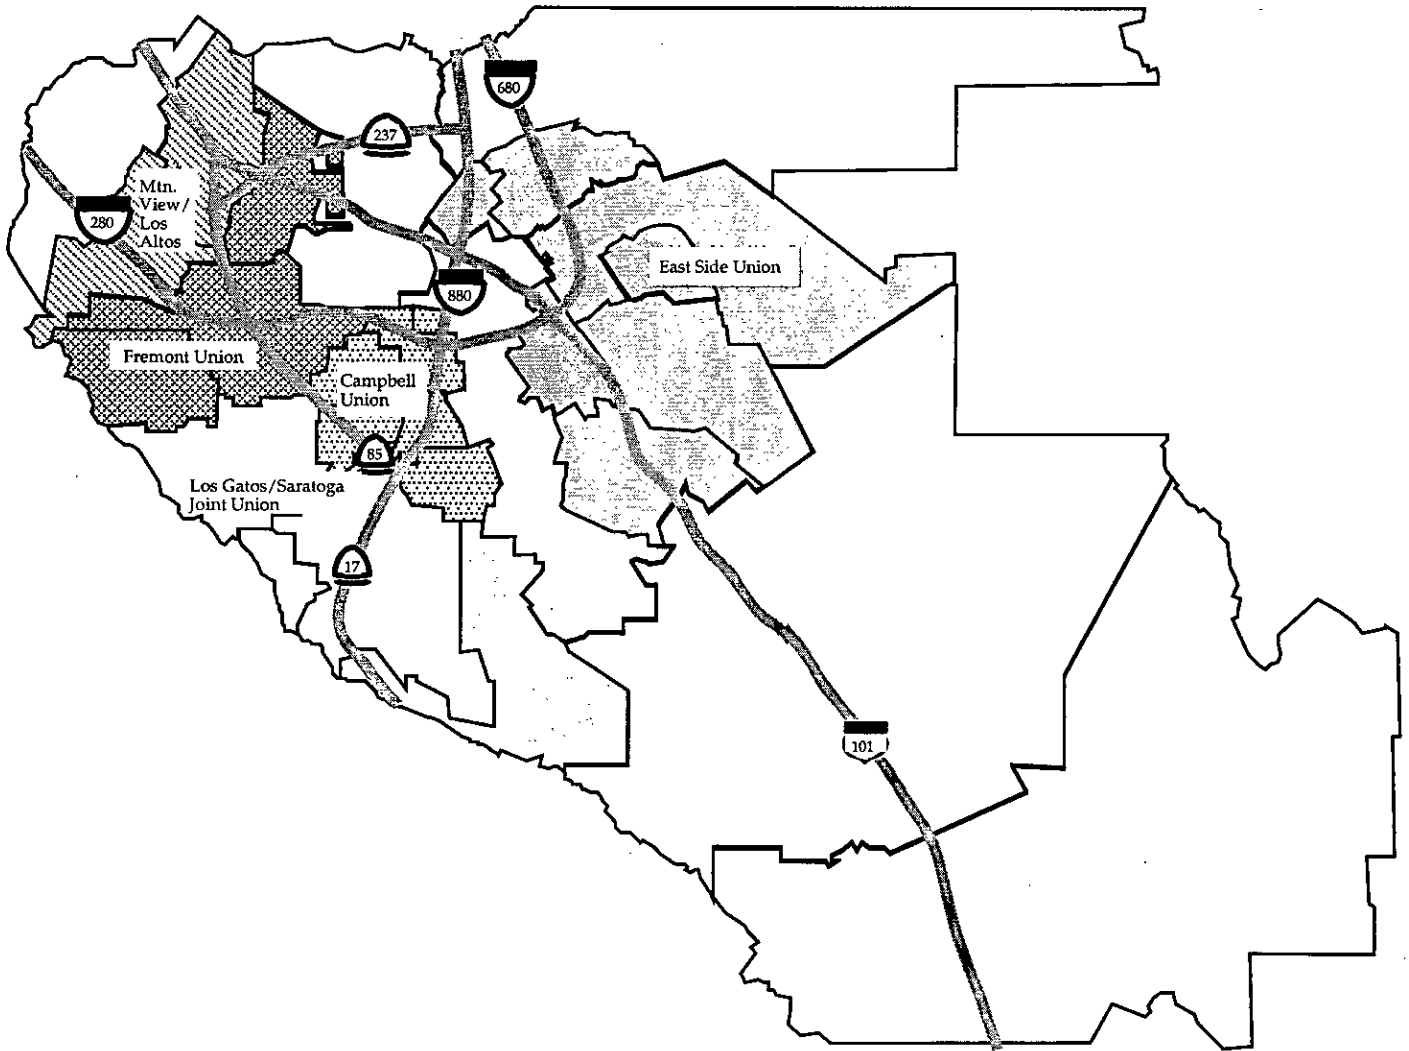 680
237
Mtn.
View/
Los
Altos
280
East Side Union
880
Fremont Union
Campbell
Union
85
Los Gatos/Saratoga
Joint Union
17
101